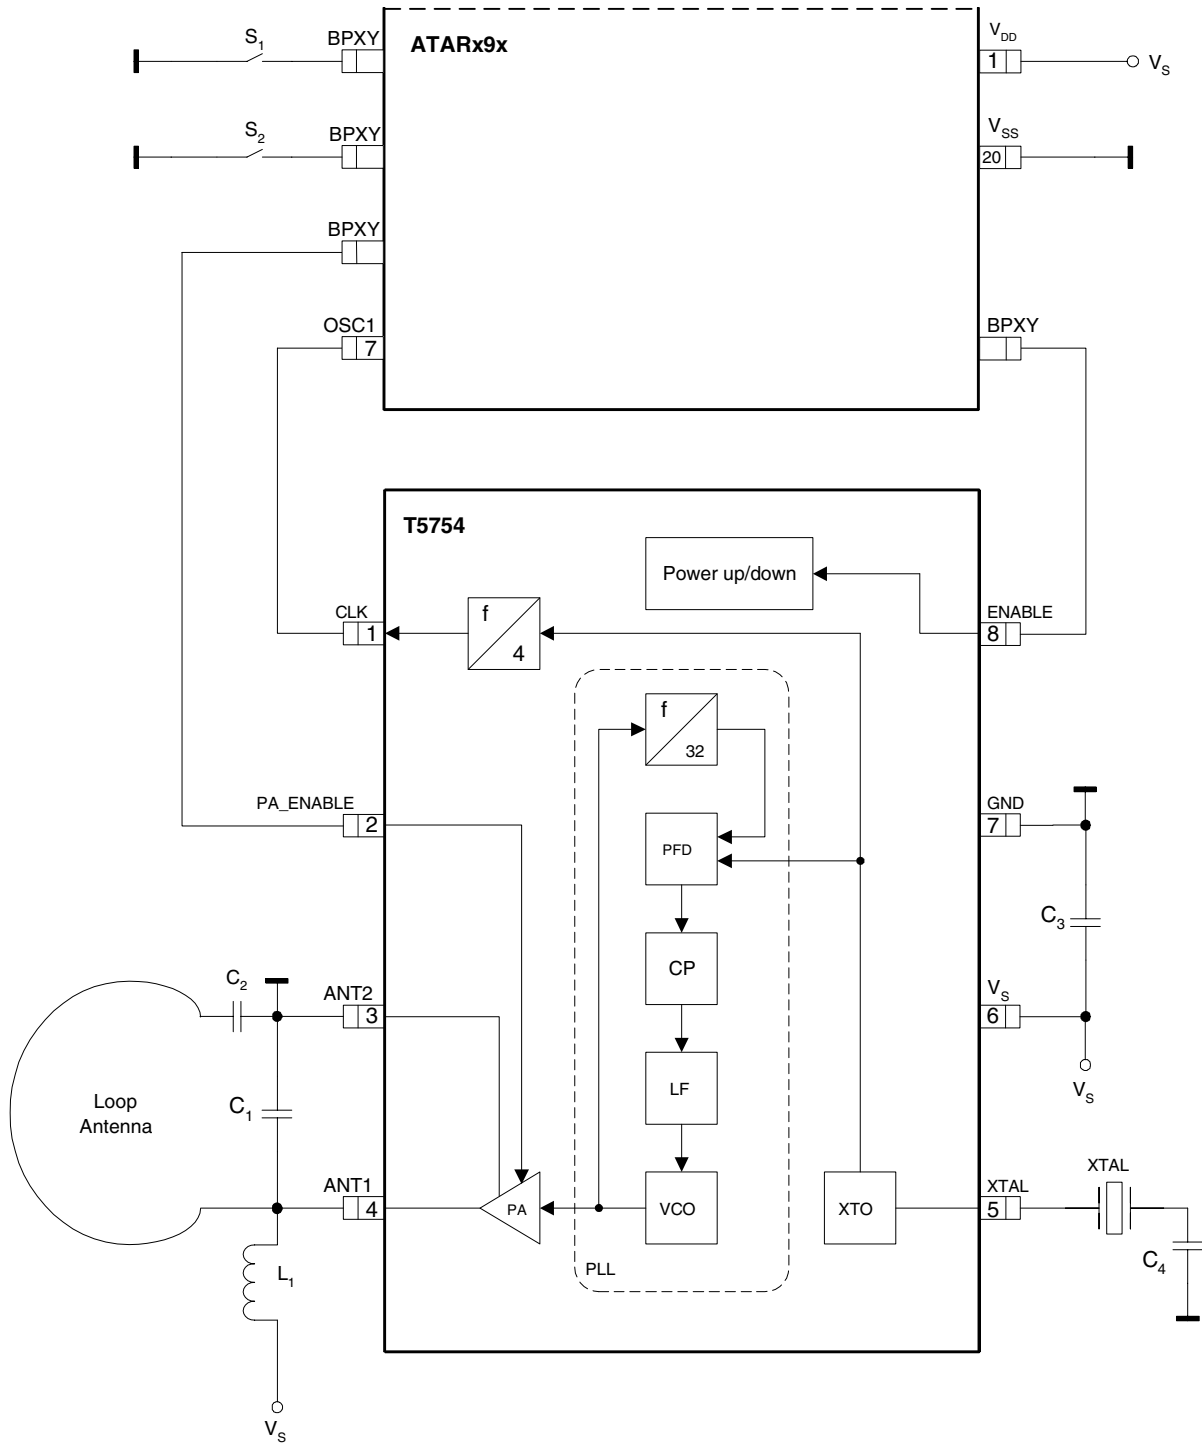 S1
BPXY
ATARx9x
VDD
1
VS
S2
BPXY
VSS
20
BPXY
OSC1
7
BPXY
T5754
Power up/down
CLK
1
f
4
ENABLE
8
f
32
PA_ENABLE
2
GND
7
PFD
C3
CP
C2
ANT2
3
VS
6
LF
VS
Loop
Antenna
C1
XTAL
ANT1
4
PA
VCO
XTO
XTAL
5
C4
PLL
L1
VS